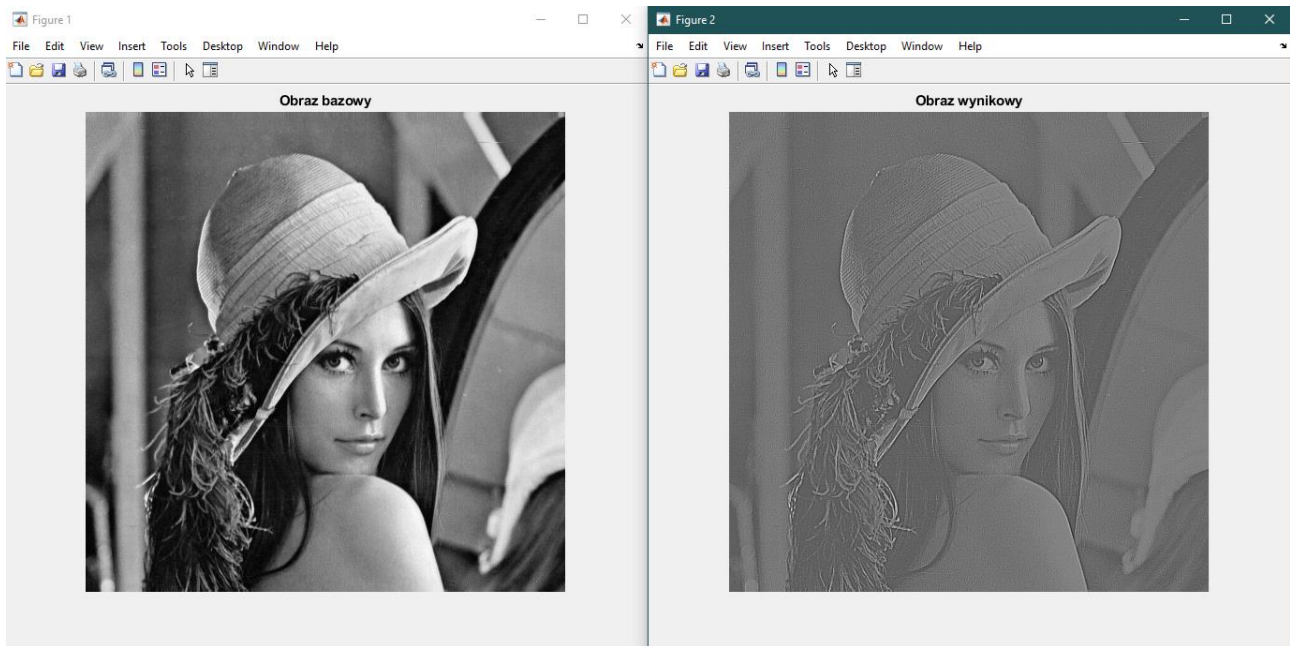 Figure 1
File Edit View Insert Tools Desktop Window Help
Obraz bazowy
Figure 2
File Edit View Insert Tools Desktop Window Help
Obraz wynikowy